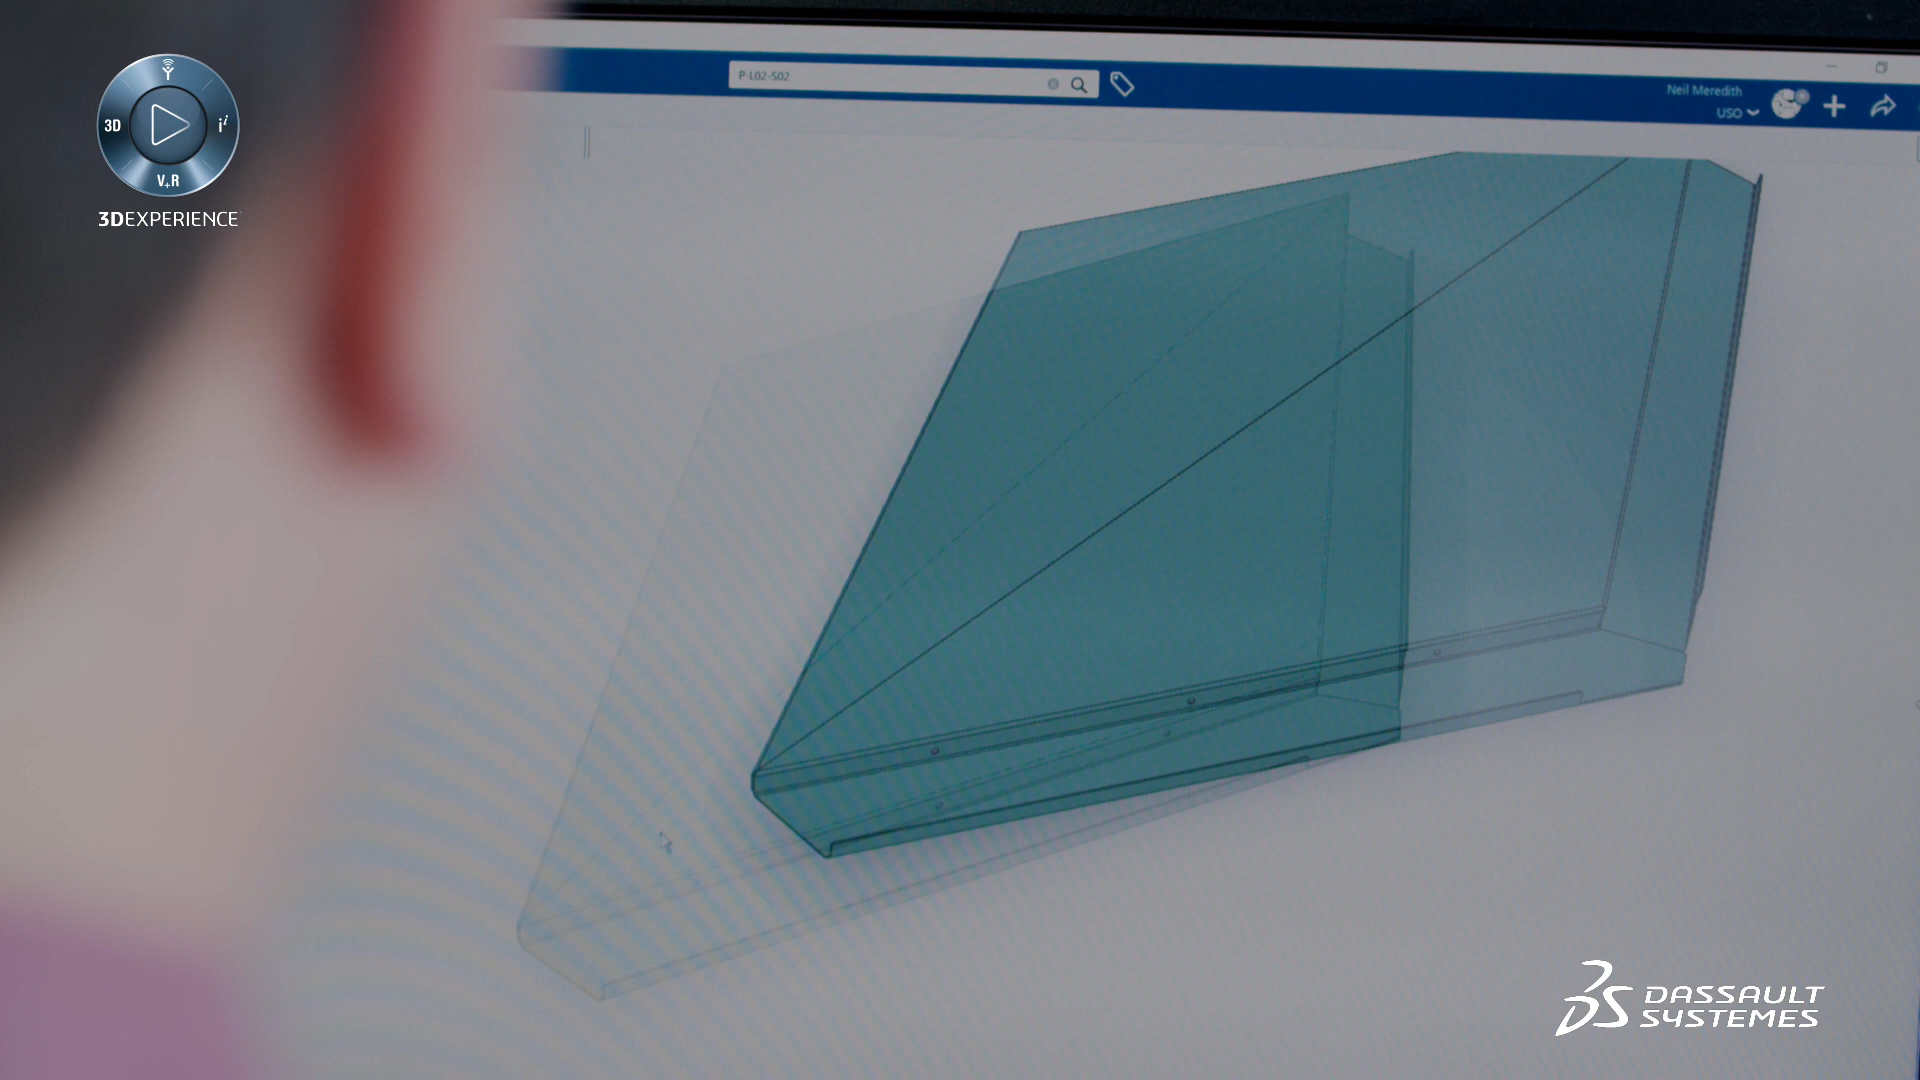 P-L02-S02
Neil Meredith
USO
3D
i
V+R
3DEXPERIENCE
DASSAULT
SYSTEMES